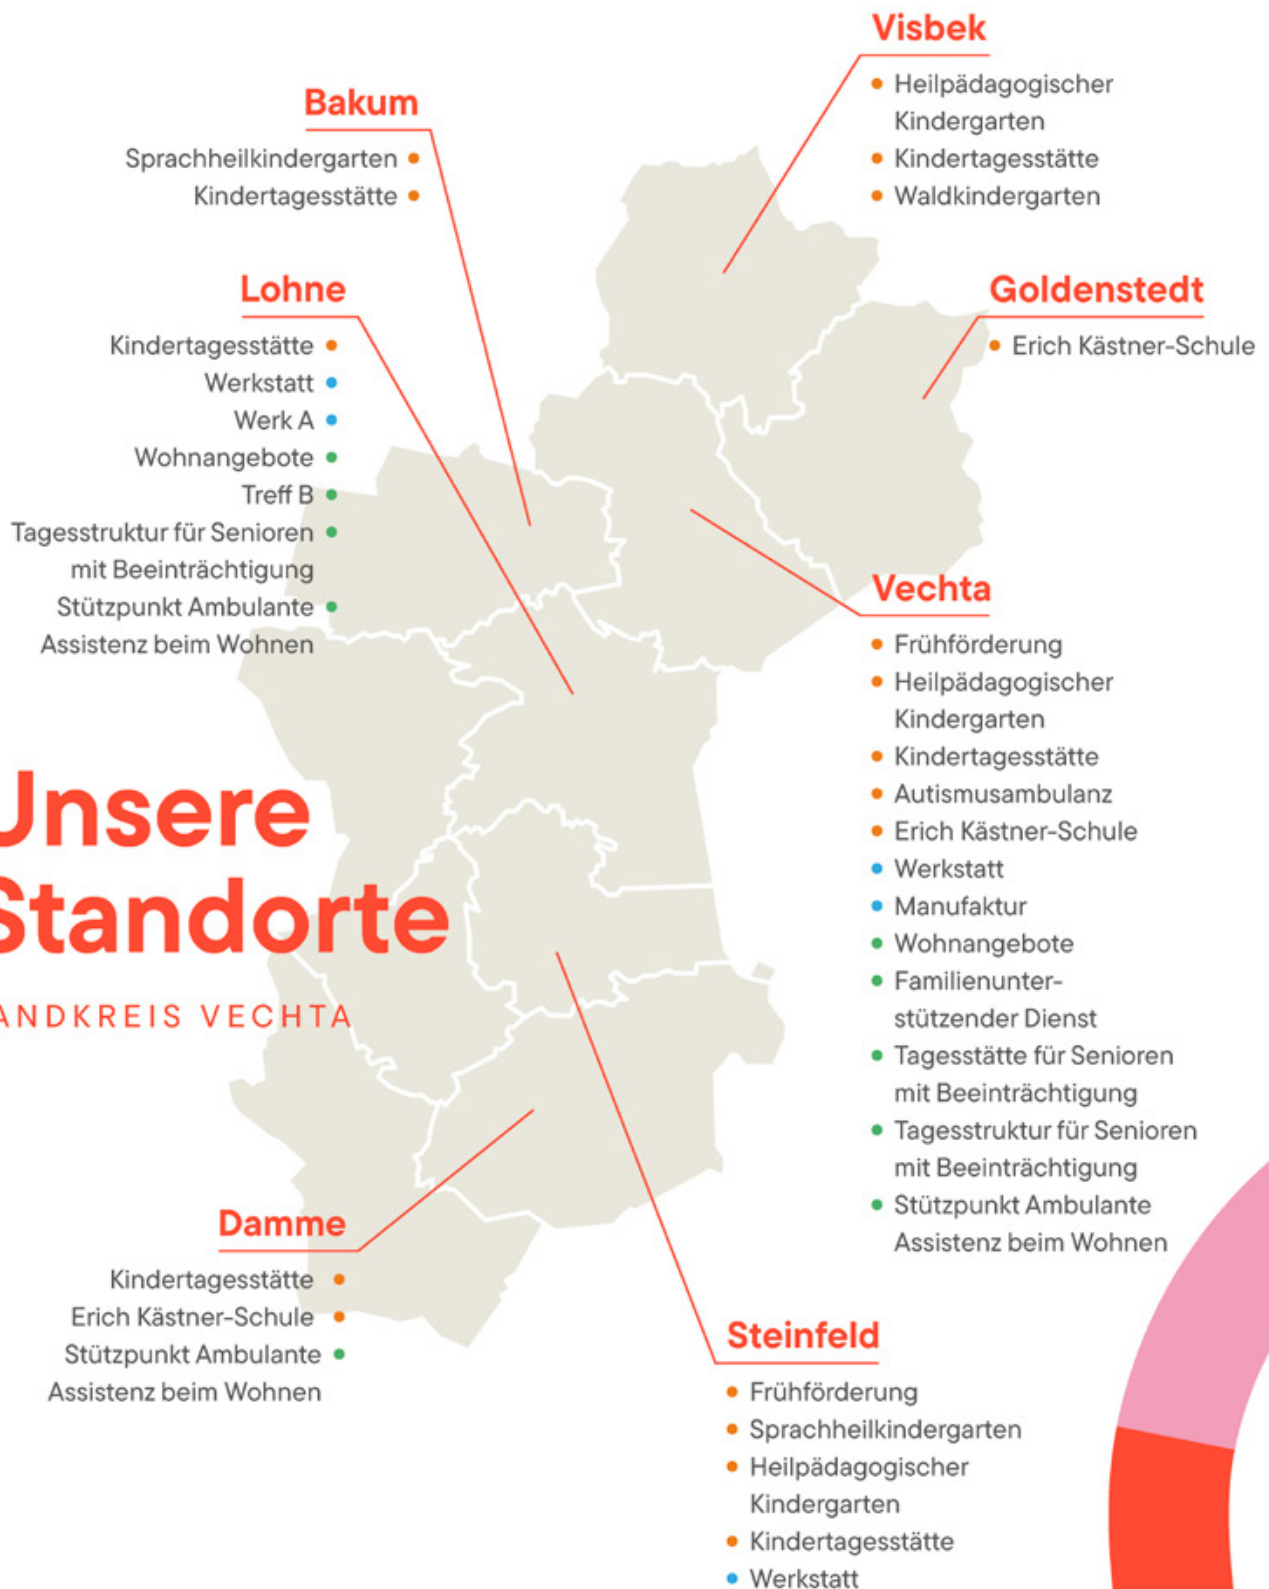 Visbek
Heilpädagogischer
Kindergarten
Kindertagesstätte
Waldkindergarten
Bakum
Sprachheilkindergarten
Kindertagesstätte
Lohne
Kindertagesstätte
Werkstatt
Werk A
Wohnangebote
Treff B
Tagesstruktur für Senioren
mit Beeinträchtigung
Stützpunkt Ambulante
Assistenz beim Wohnen
Goldenstedt
Erich Kästner-Schule
Vechta
Frühförderung
Heilpädagogischer
Kindergarten
Kindertagesstätte
Autismusambulanz
Erich Kästner-Schule
Werkstatt
Manufaktur
Wohnangebote
Familienunter-
stützender Dienst
Tagesstätte für Senioren
mit Beeinträchtigung
Tagesstruktur für Senioren
mit Beeinträchtigung
Stützpunkt Ambulante
Assistenz beim Wohnen
Unsere
Standorte
ANDKREIS VECHTA
Damme
Kindertagesstätte
Erich Kästner-Schule
Stützpunkt Ambulante
Assistenz beim Wohnen
Steinfeld
Frühförderung
Sprachheilkindergarten
Heilpädagogischer
Kindergarten
Kindertagesstätte
Werkstatt